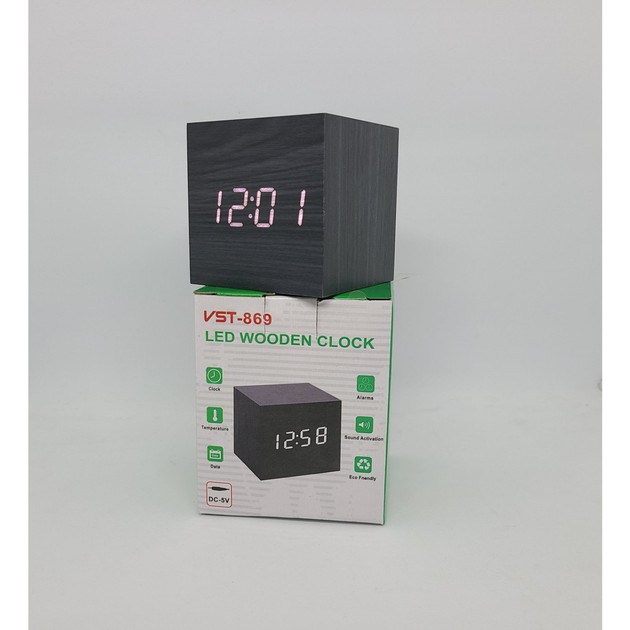 12:01
VST-869
LED WOODEN CLOCK
Clock
Alarms
Temperature
Sound Activation
12:58
Date
Eco Friendly
DC-5V